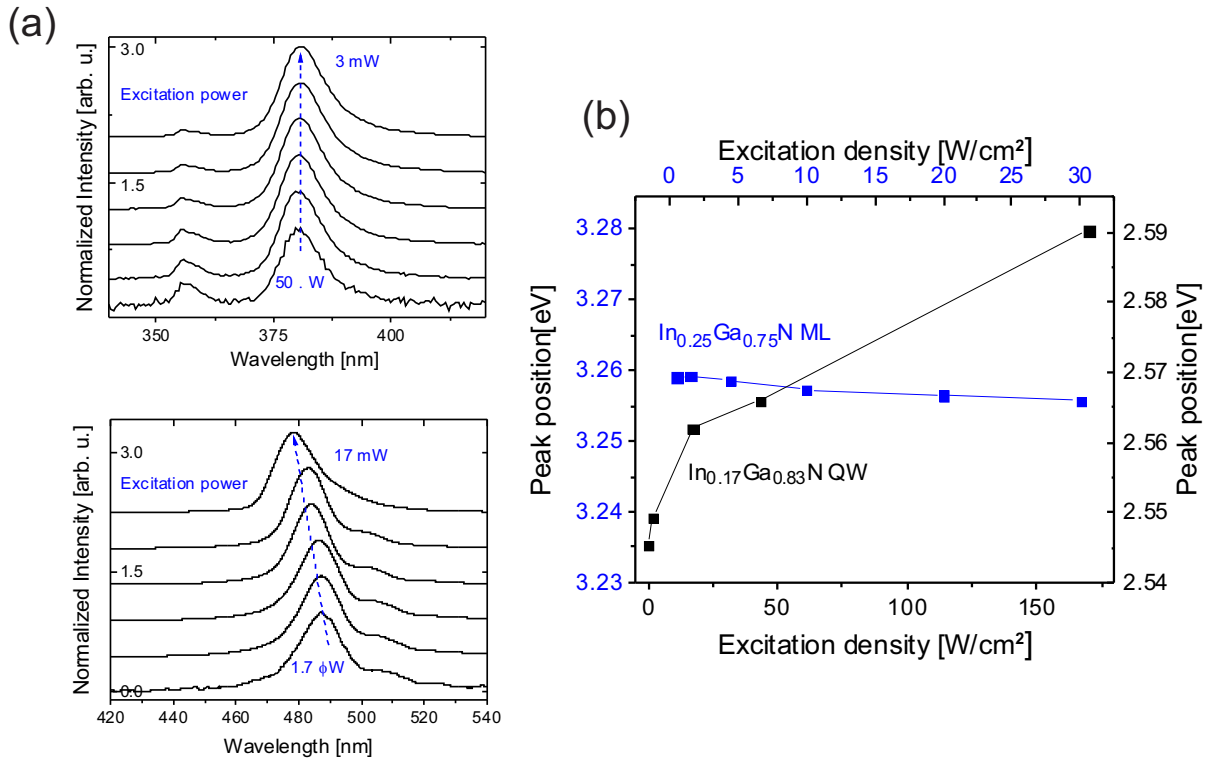 (a)
3.0
3 mW
Excitation power
1.5
50 . W
Normalized Intensity [arb. u.]
350 400
Wavelength [nm]
3.0
17 mW
Excitation power
1.5
1.7 ϕW
0.0
Normalized Intensity [arb. u.]
420 440 460 480 500 520 540
Wavelength [nm]
(b)
Excitation density [W/cm²]
0 5 10 15 20 25 30
3.28
3.27
3.26
3.25
3.24
3.23
Peak position[eV]
In0.25Ga0.75N ML
In0.17Ga0.83N QW
2.59
2.58
2.57
2.56
2.55
2.54
Peak position[eV]
0 50 100 150
Excitation density [W/cm²]